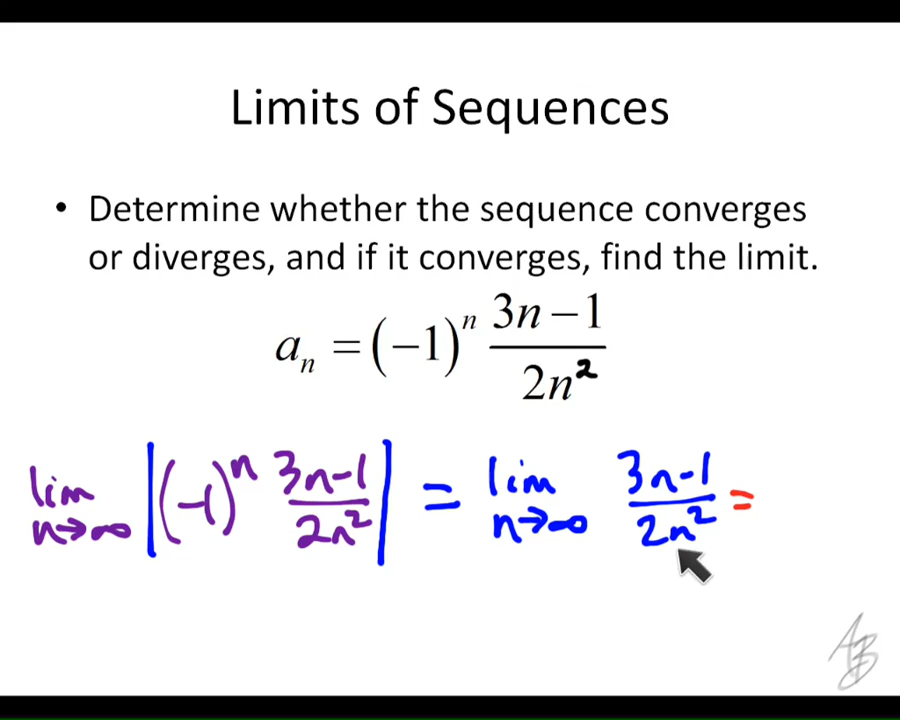 Limits of Sequences
• Determine whether the sequence converges
or diverges, and if it converges, find the limit.
aₙ = (−1)ⁿ (3n − 1)/(2n²)
lim n→∞ |(−1)ⁿ (3n−1)/(2n²)| = lim n→∞ (3n−1)/(2n²) =